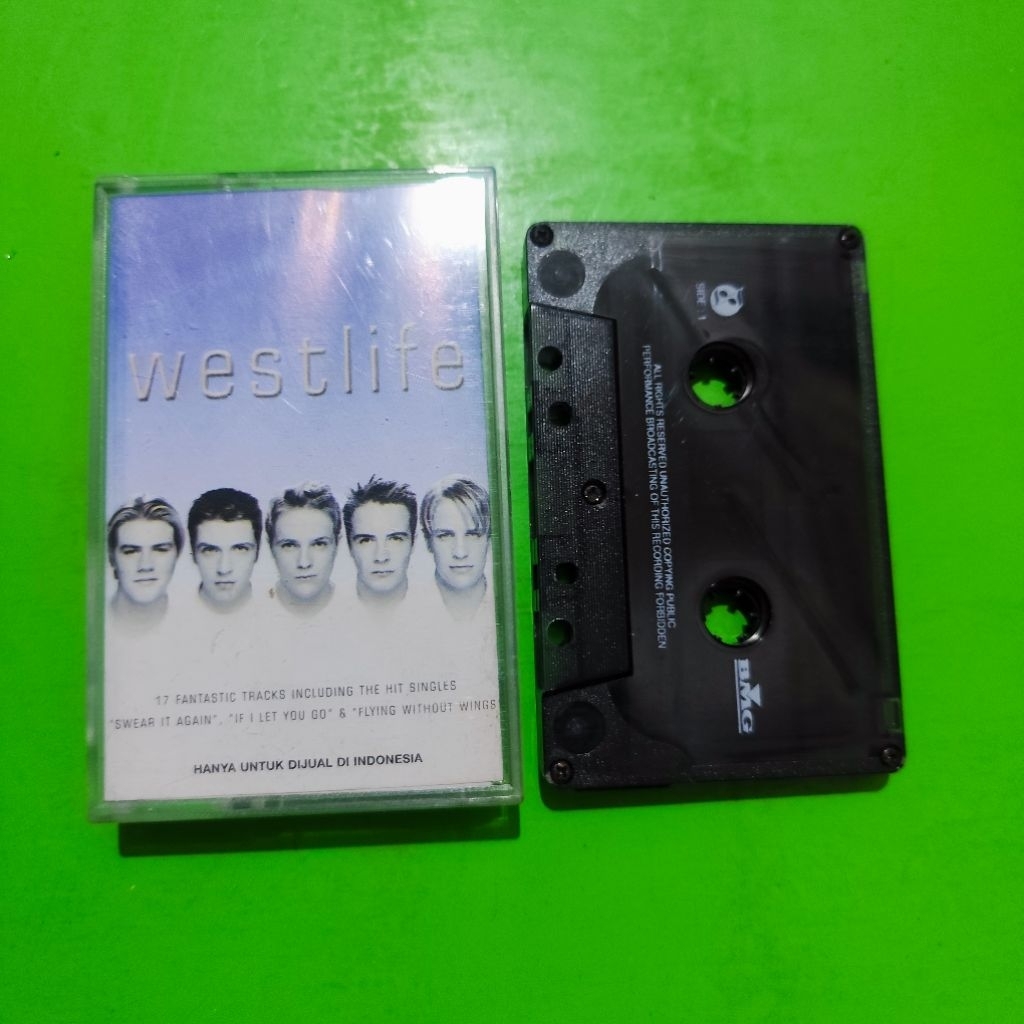 westlife
17 FANTASTIC TRACKS INCLUDING THE HIT SINGLES
"SWEAR IT AGAIN", "IF I LET YOU GO" & "FLYING WITHOUT WINGS
HANYA UNTUK DIJUAL DI INDONESIA
SIDE 1
ALL RIGHTS RESERVED UNAUTHORIZED COPYING PUBLIC
PERFORMANCE BROADCASTING OF THIS RECORDING FORBIDDEN
BMG